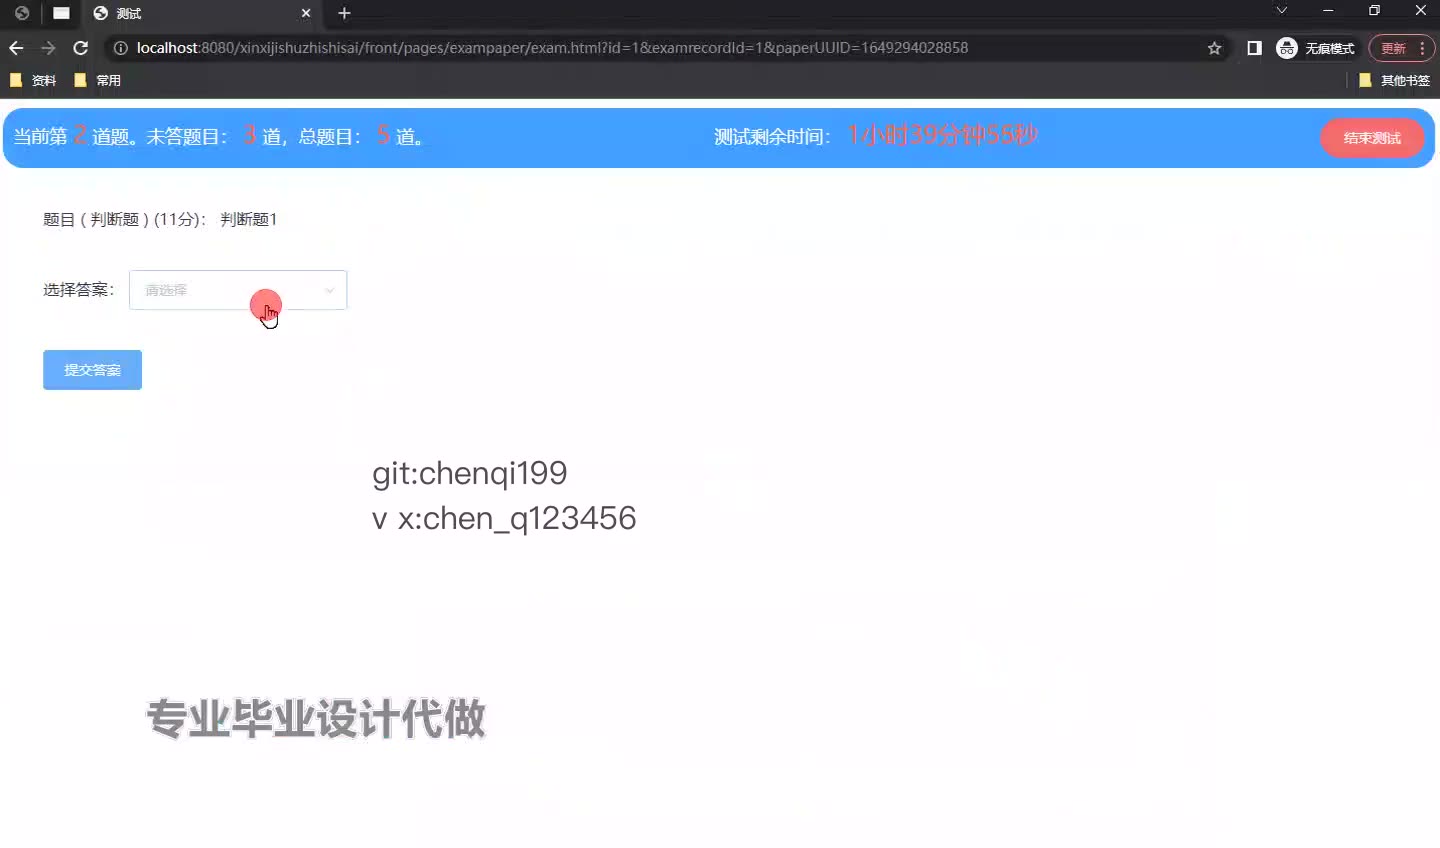 测试
localhost:8080/xinxijishuzhishisai/front/pages/exampaper/exam.html?id=1&examrecordId=1&paperUUID=1649294028858
无痕模式
更新
资料
常用
其他书签
当前第 2 道题。未答题目： 3 道，总题目： 5 道。
测试剩余时间： 1小时39分钟55秒
结束测试
题目 ( 判断题 ) (11分)： 判断题1
选择答案：
请选择
提交答案
git:chenqi199
v x:chen_q123456
专业毕业设计代做